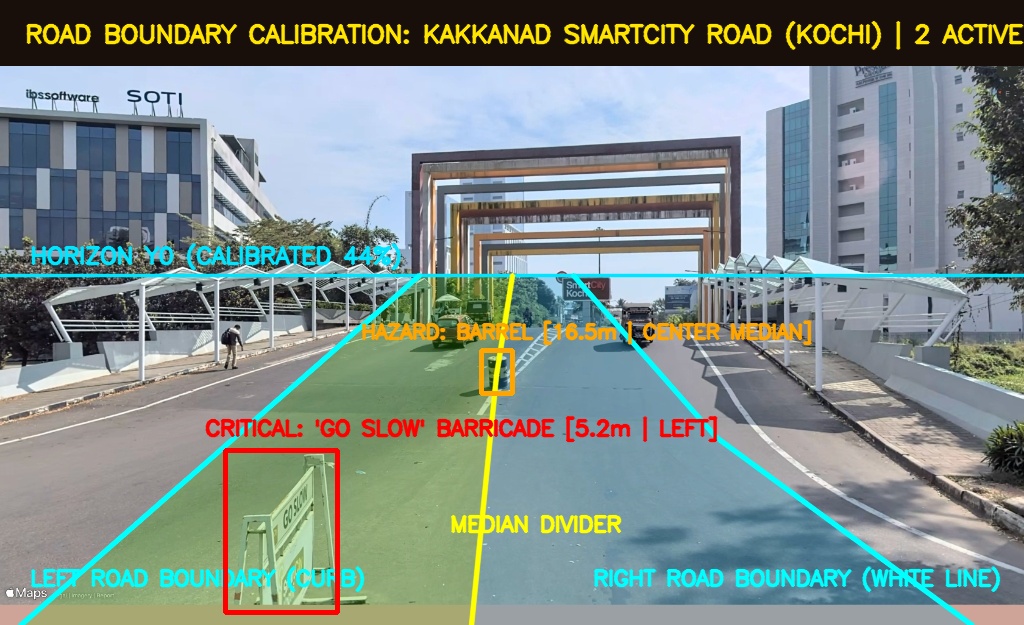 ROAD BOUNDARY CALIBRATION: KAKKANAD SMARTCITY ROAD (KOCHI) | 2 ACTIVE
ibssoftware
SOTI
HORIZON Y0 (CALIBRATED 44%)
SmartCity
Kochi
HAZARD: BARREL [16.5m | CENTER MEDIAN]
CRITICAL: 'GO SLOW' BARRICADE [5.2m | LEFT]
GO SLOW
MEDIAN DIVIDER
LEFT ROAD BOUNDARY (CURB)
RIGHT ROAD BOUNDARY (WHITE LINE)
Maps